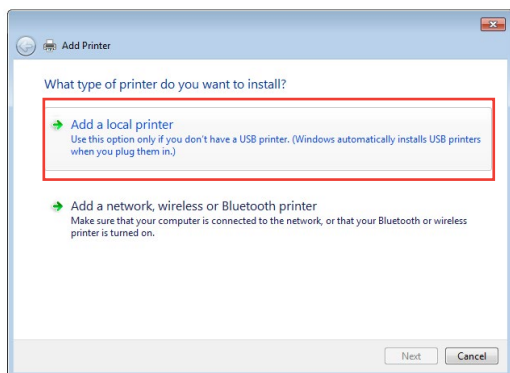 Add Printer
What type of printer do you want to install?
Add a local printer
Use this option only if you don't have a USB printer. (Windows automatically installs USB printers
when you plug them in.)
Add a network, wireless or Bluetooth printer
Make sure that your computer is connected to the network, or that your Bluetooth or wireless
printer is turned on.
Next Cancel